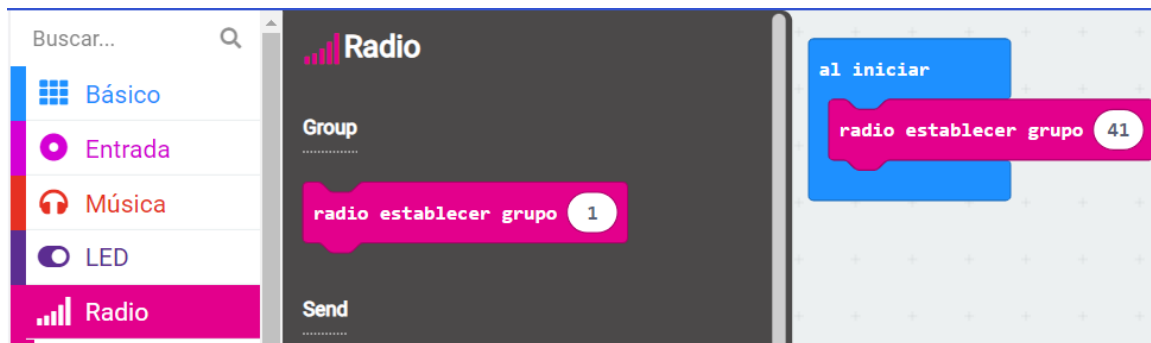 Buscar...
Básico
Entrada
Música
LED
Radio
Radio
Group
radio establecer grupo 1
Send
al iniciar
radio establecer grupo 41